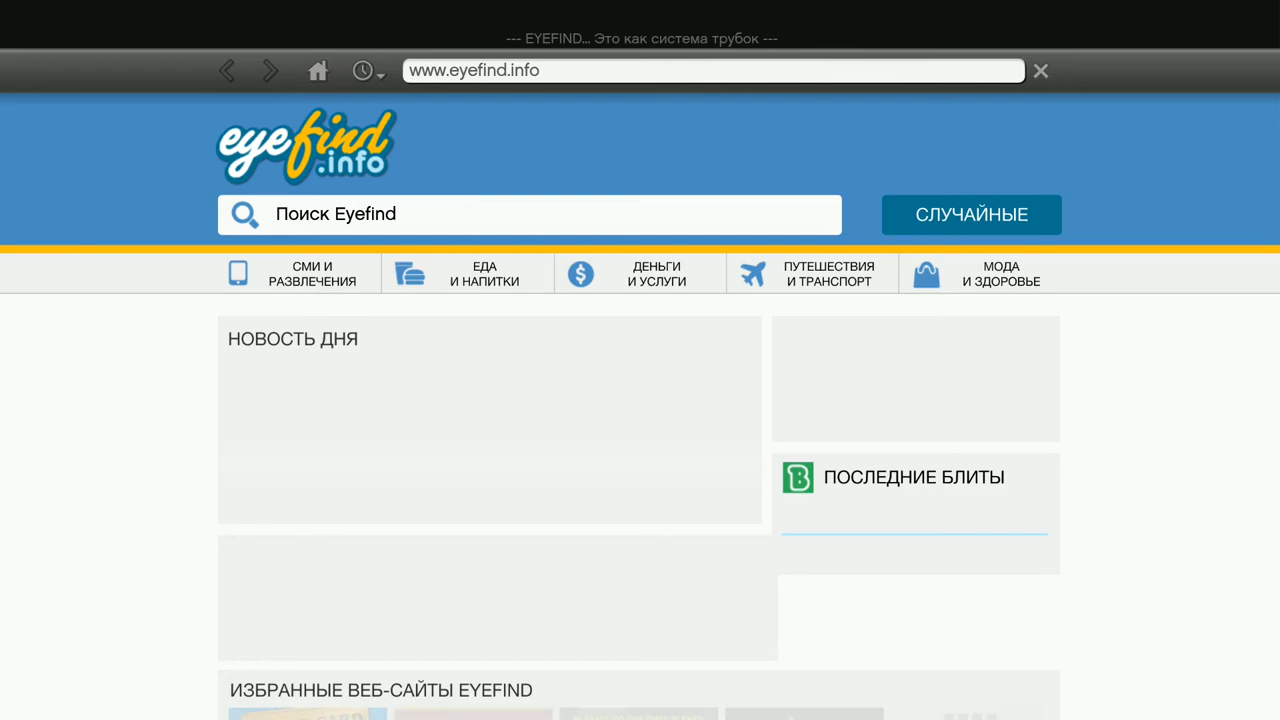 --- EYEFIND... Это как система трубок ---
www.eyefind.info
eyefind
.info
Поиск Eyefind
СЛУЧАЙНЫЕ
СМИ И
РАЗВЛЕЧЕНИЯ
ЕДА
И НАПИТКИ
ДЕНЬГИ
И УСЛУГИ
ПУТЕШЕСТВИЯ
И ТРАНСПОРТ
МОДА
И ЗДОРОВЬЕ
НОВОСТЬ ДНЯ
B ПОСЛЕДНИЕ БЛИТЫ
ИЗБРАННЫЕ ВЕБ-САЙТЫ EYEFIND